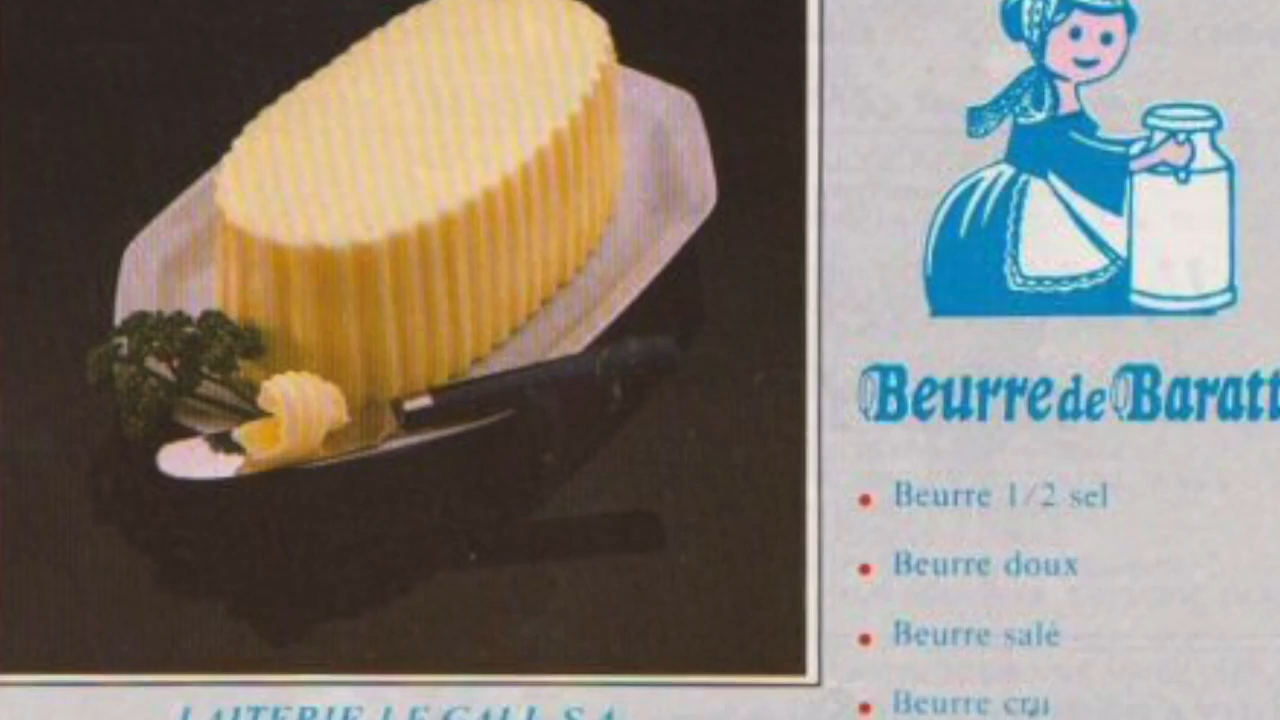 Beurre de Baratt
• Beurre 1/2 sel
• Beurre doux
• Beurre salé
• Beurre cru
LAITERIE LE GALL S.A.